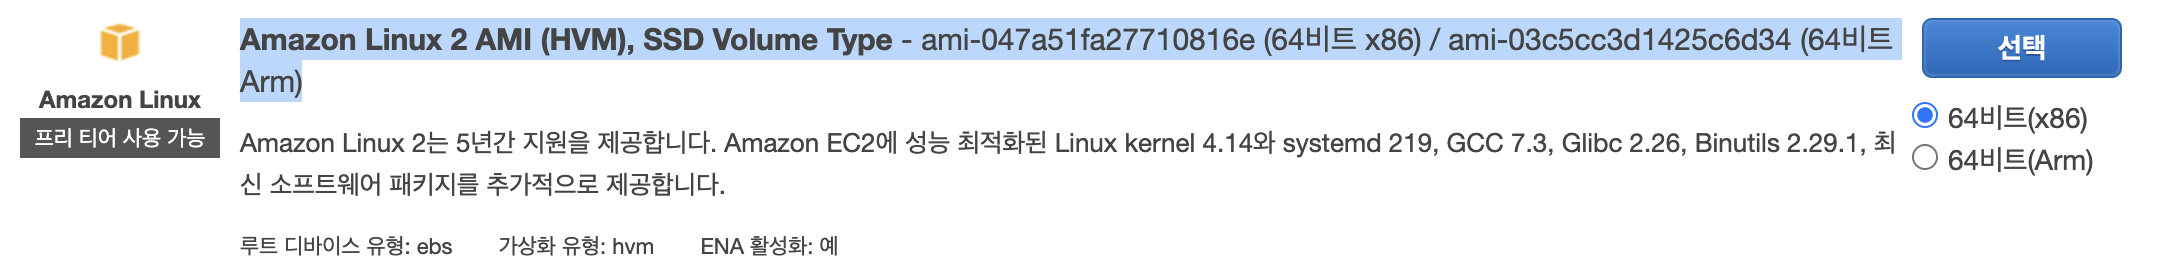 Amazon Linux 2 AMI (HVM), SSD Volume Type - ami-047a51fa27710816e (64비트 x86) / ami-03c5cc3d1425c6d34 (64비트
Arm)
선택
Amazon Linux
프리 티어 사용 가능
64비트(x86)
64비트(Arm)
Amazon Linux 2는 5년간 지원을 제공합니다. Amazon EC2에 성능 최적화된 Linux kernel 4.14와 systemd 219, GCC 7.3, Glibc 2.26, Binutils 2.29.1, 최
신 소프트웨어 패키지를 추가적으로 제공합니다.
루트 디바이스 유형: ebs 가상화 유형: hvm ENA 활성화: 예